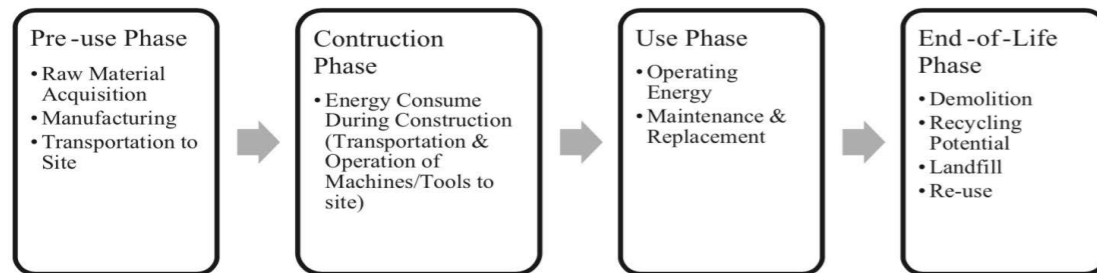 Pre-use Phase
• Raw Material
Acquisition
• Manufacturing
• Transportation to
Site
Contruction
Phase
• Energy Consume
During Construction
(Transportation &
Operation of
Machines/Tools to
site)
Use Phase
• Operating
Energy
• Maintenance &
Replacement
End-of-Life
Phase
• Demolition
• Recycling
Potential
• Landfill
• Re-use